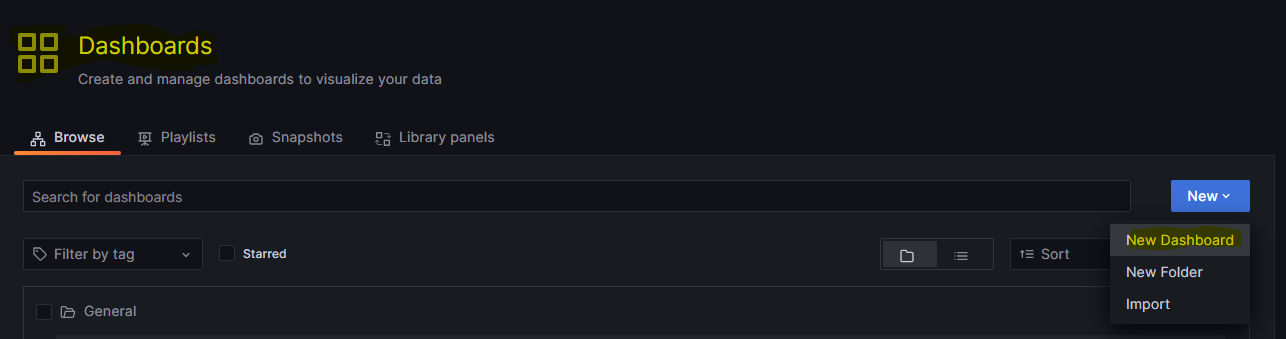 Dashboards
Create and manage dashboards to visualize your data
Browse Playlists Snapshots Library panels
Search for dashboards New
Filter by tag Starred Sort New Dashboard
New Folder
Import
General